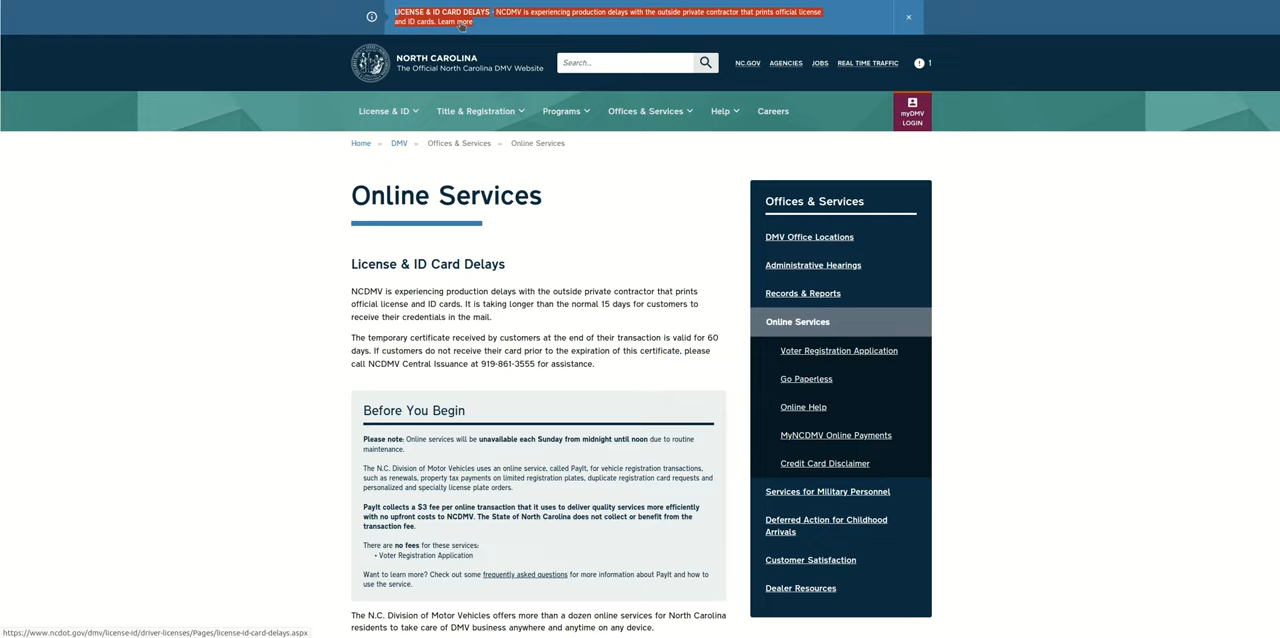 LICENSE & ID CARD DELAYS - NCDMV is experiencing production delays with the outside private contractor that prints official license
and ID cards. Learn more
×
NORTH CAROLINA
The Official North Carolina DMV Website
Search...
NC.GOV AGENCIES JOBS REAL TIME TRAFFIC 1
License & ID Title & Registration Programs Offices & Services Help Careers
myDMV
LOGIN
Home » DMV » Offices & Services » Online Services
Online Services
License & ID Card Delays
NCDMV is experiencing production delays with the outside private contractor that prints
official license and ID cards. It is taking longer than the normal 15 days for customers to
receive their credentials in the mail.
The temporary certificate received by customers at the end of their transaction is valid for 60
days. If customers do not receive their card prior to the expiration of this certificate, please
call NCDMV Central Issuance at 919-861-3555 for assistance.
Before You Begin
Please note: Online services will be unavailable each Sunday from midnight until noon due to routine
maintenance.
The N.C. Division of Motor Vehicles uses an online service, called PayIt, for vehicle registration transactions,
such as renewals, property tax payments on limited registration plates, duplicate registration card requests and
personalized and specialty license plate orders.
PayIt collects a $3 fee per online transaction that it uses to deliver quality services more efficiently
with no upfront costs to NCDMV. The State of North Carolina does not collect or benefit from the
transaction fee.
There are no fees for these services:
• Voter Registration Application
Want to learn more? Check out some frequently asked questions for more information about PayIt and how to
use the service.
The N.C. Division of Motor Vehicles offers more than a dozen online services for North Carolina
residents to take care of DMV business anywhere and anytime on any device.
Offices & Services
DMV Office Locations
Administrative Hearings
Records & Reports
Online Services
Voter Registration Application
Go Paperless
Online Help
MyNCDMV Online Payments
Credit Card Disclaimer
Services for Military Personnel
Deferred Action for Childhood
Arrivals
Customer Satisfaction
Dealer Resources
https://www.ncdot.gov/dmv/license-id/driver-licenses/Pages/license-id-card-delays.aspx